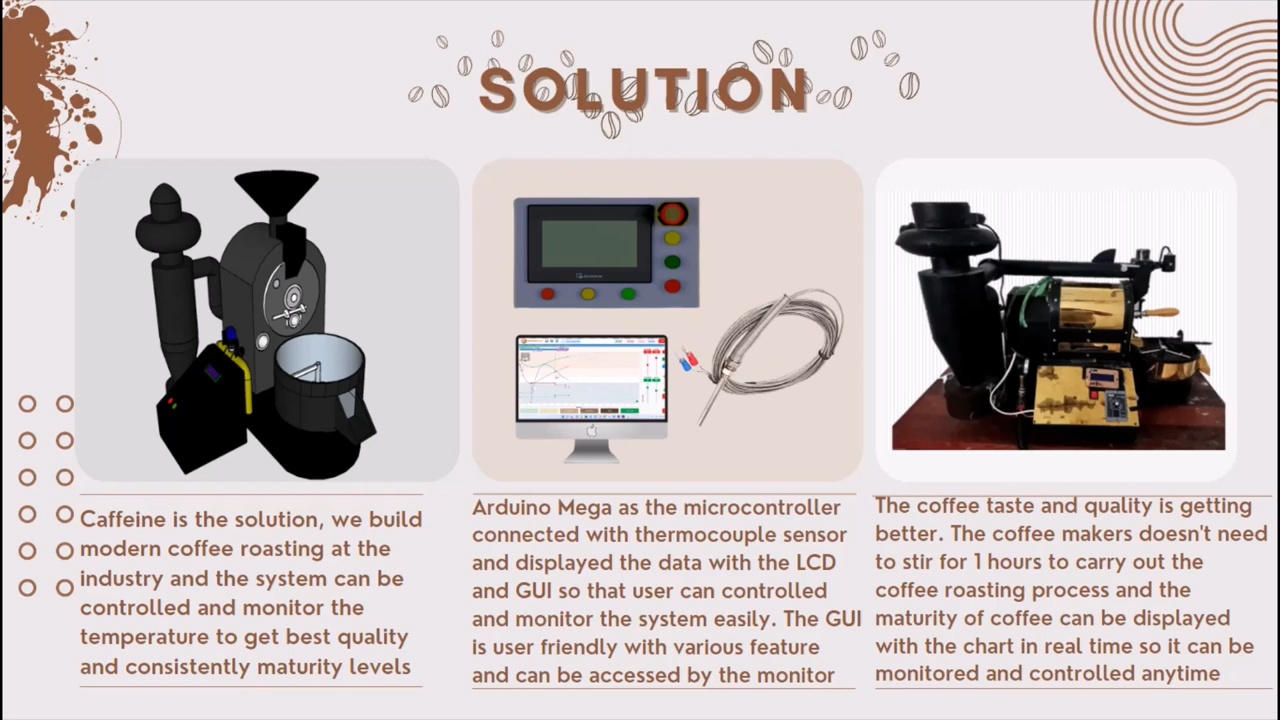 SOLUTION
Caffeine is the solution, we build
modern coffee roasting at the
industry and the system can be
controlled and monitor the
temperature to get best quality
and consistently maturity levels
Arduino Mega as the microcontroller
connected with thermocouple sensor
and displayed the data with the LCD
and GUI so that user can controlled
and monitor the system easily. The GUI
is user friendly with various feature
and can be accessed by the monitor
The coffee taste and quality is getting
better. The coffee makers doesn't need
to stir for 1 hours to carry out the
coffee roasting process and the
maturity of coffee can be displayed
with the chart in real time so it can be
monitored and controlled anytime